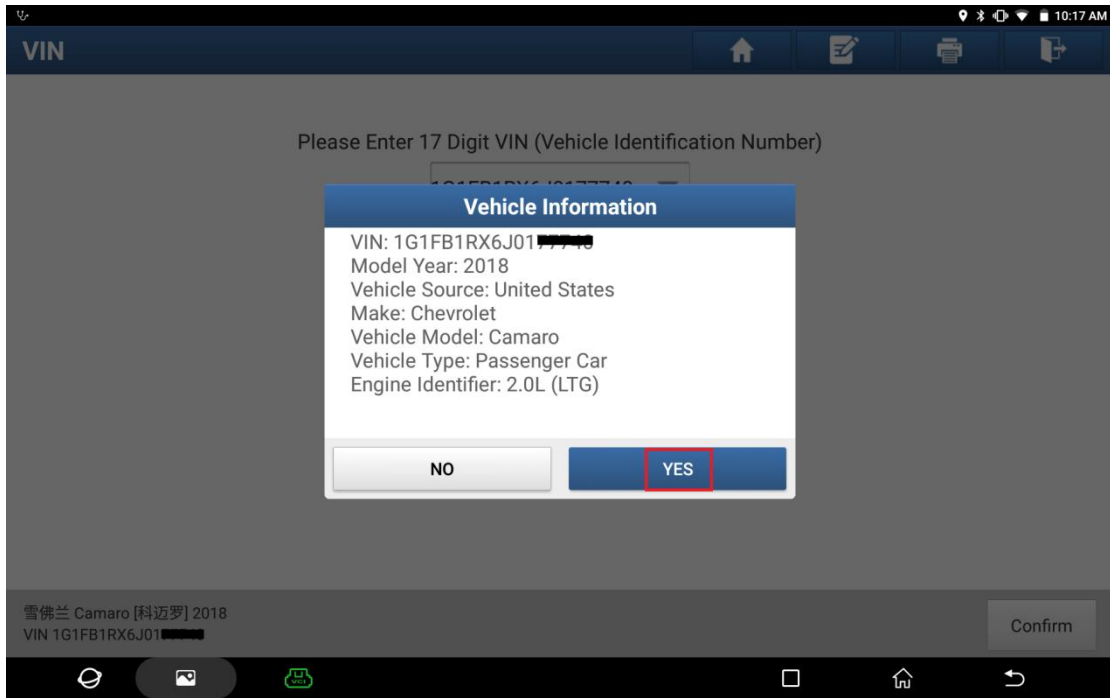 10:17 AM
VIN
Please Enter 17 Digit VIN (Vehicle Identification Number)
Vehicle Information
VIN: 1G1FB1RX6J01
Model Year: 2018
Vehicle Source: United States
Make: Chevrolet
Vehicle Model: Camaro
Vehicle Type: Passenger Car
Engine Identifier: 2.0L (LTG)
NO
YES
雪佛兰 Camaro [科迈罗] 2018
VIN 1G1FB1RX6J01
Confirm
VCI